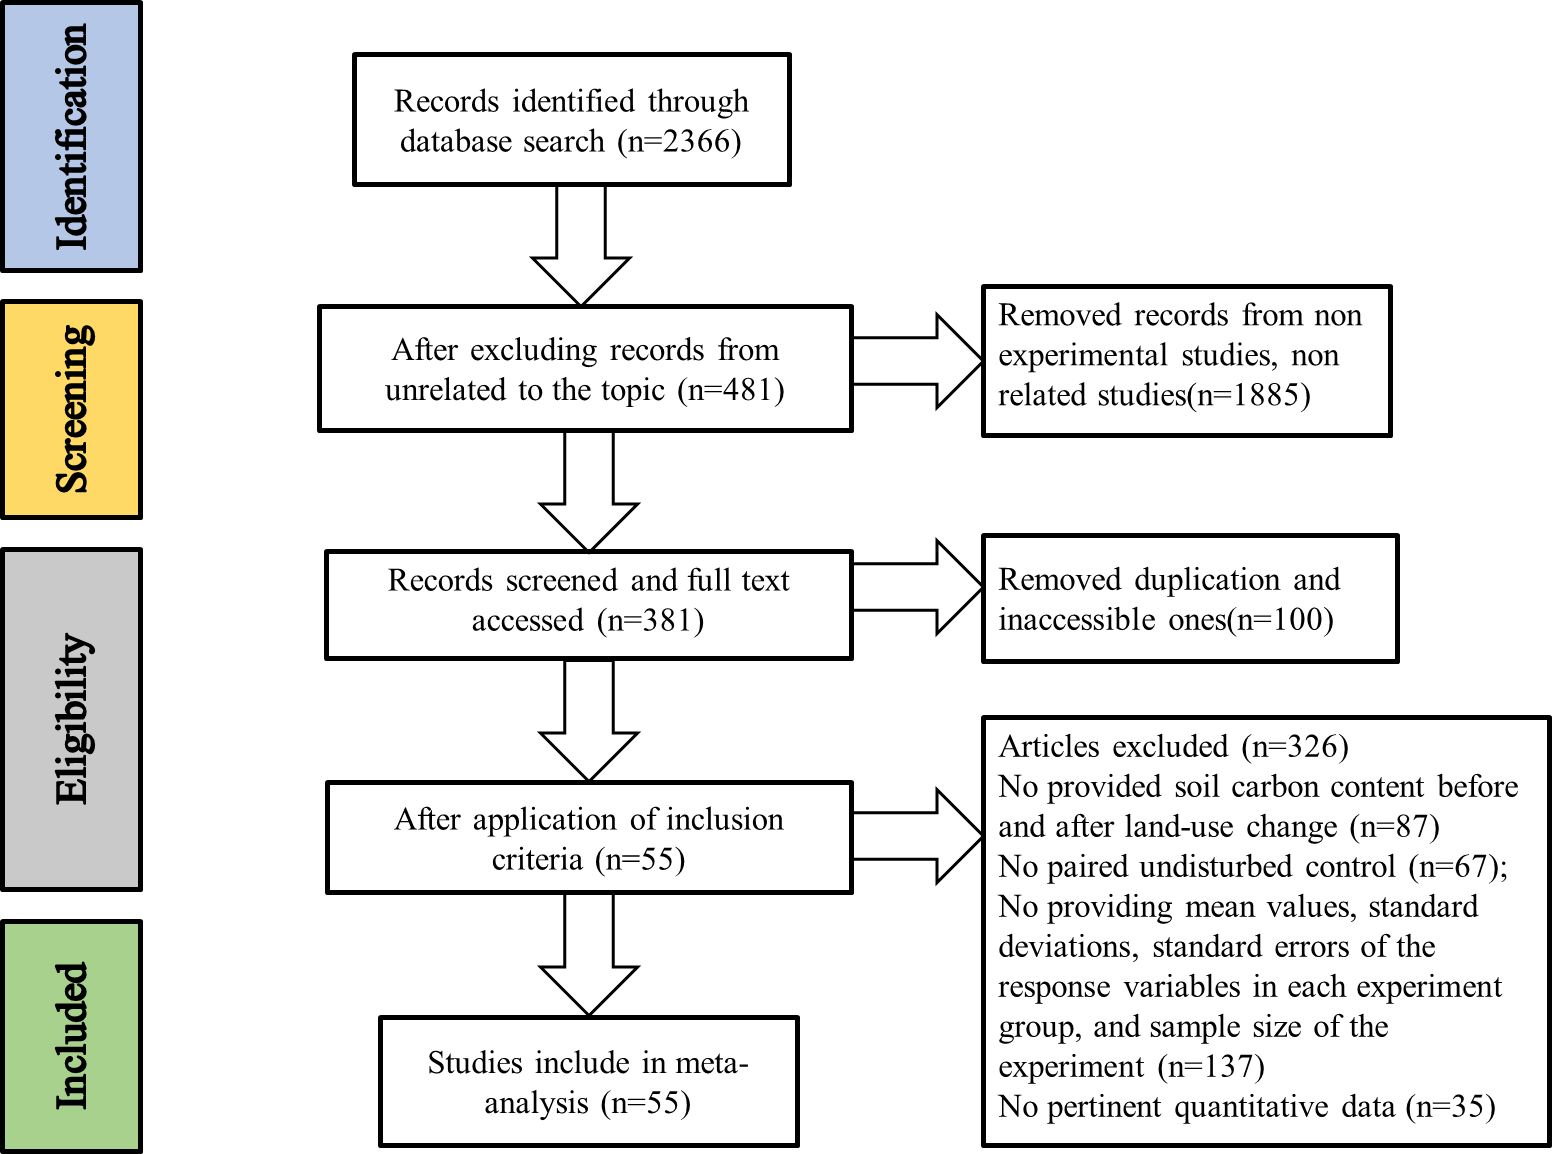 Identification
Records identified through
database search (n=2366)
Screening
After excluding records from
unrelated to the topic (n=481)
Removed records from non
experimental studies, non
related studies(n=1885)
Eligibility
Records screened and full text
accessed (n=381)
Removed duplication and
inaccessible ones(n=100)
After application of inclusion
criteria (n=55)
Articles excluded (n=326)
No provided soil carbon content before
and after land-use change (n=87)
No paired undisturbed control (n=67);
No providing mean values, standard
deviations, standard errors of the
response variables in each experiment
group, and sample size of the
experiment (n=137)
No pertinent quantitative data (n=35)
Included
Studies include in meta-
analysis (n=55)